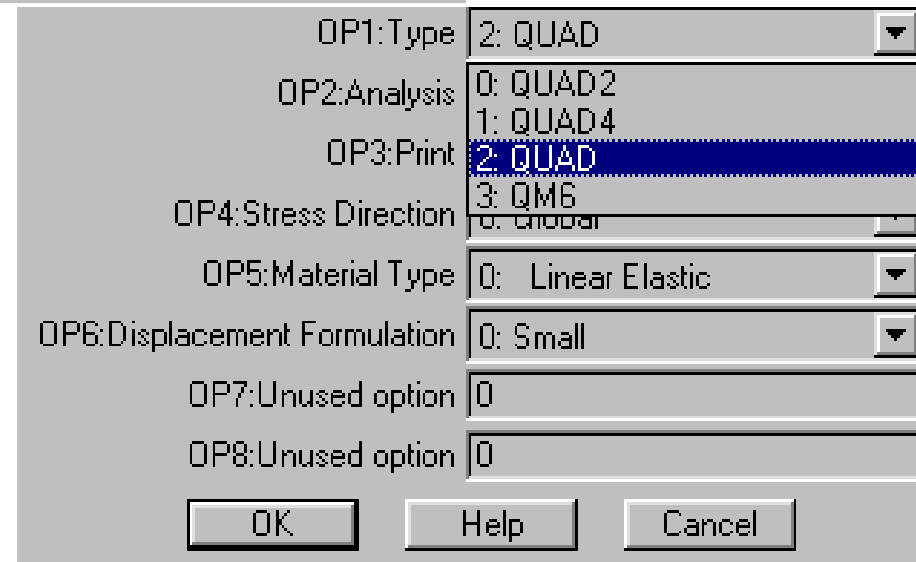 OP1:Type 2: QUAD
OP2:Analysis 0: QUAD2
1: QUAD4
OP3:Print 2: QUAD
3: QM6
OP4:Stress Direction 0: Global
OP5:Material Type 0: Linear Elastic
OP6:Displacement Formulation 0: Small
OP7:Unused option 0
OP8:Unused option 0
OK Help Cancel